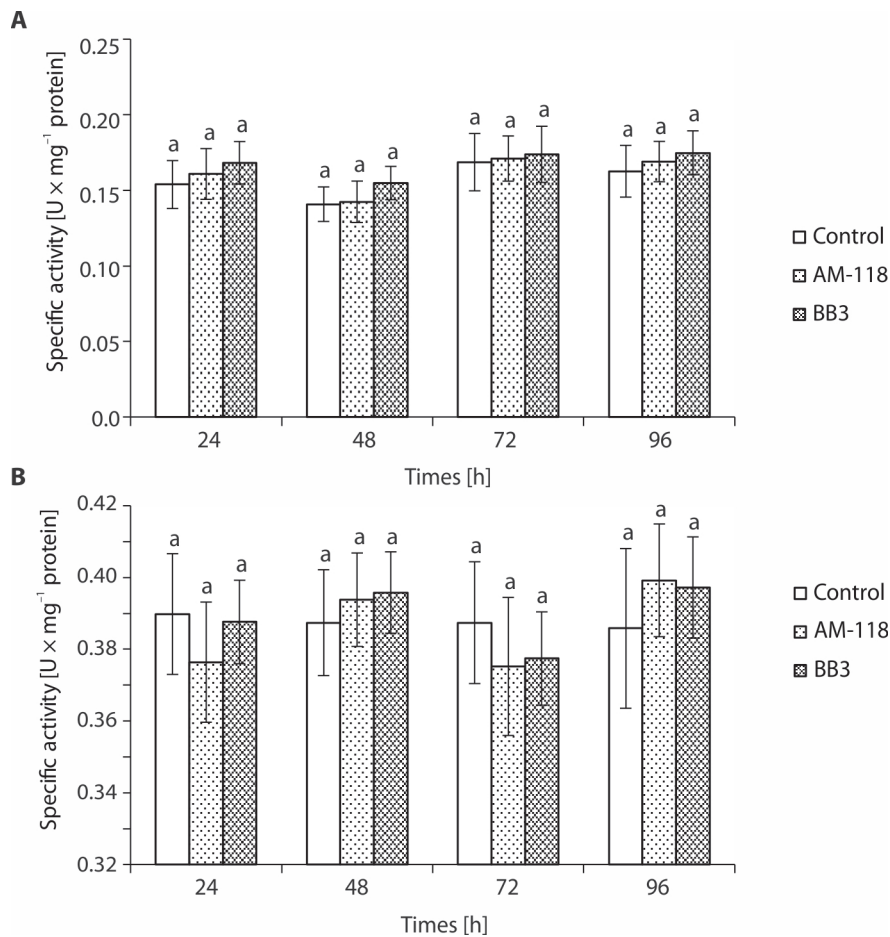 A
Specific activity [U × mg⁻¹ protein]
0.25
0.20
0.15
0.10
0.05
0.0
a a a
a a a
a a a
a a a
24 48 72 96
Times [h]
Control
AM-118
BB3
B
Specific activity [U × mg⁻¹ protein]
0.42
0.40
0.38
0.36
0.34
0.32
a a a
a a a
a a a
a a a
24 48 72 96
Times [h]
Control
AM-118
BB3